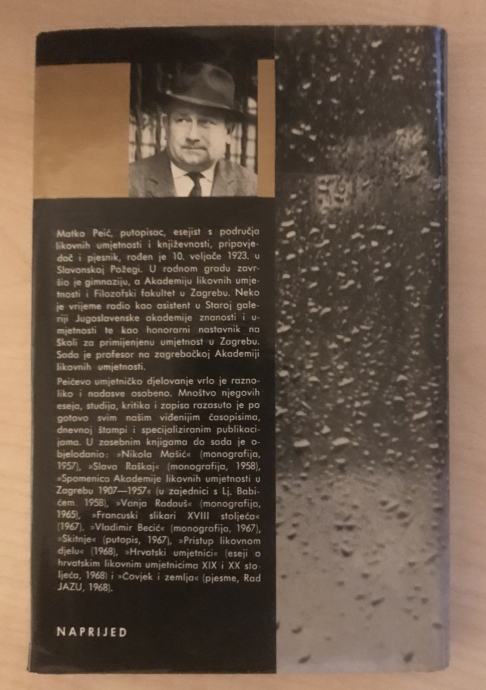 Matko Peić, putopisac, esejist s područja
likovnih umjetnosti i književnosti, pripovje-
dač i pjesnik, rođen je 10. veljače 1923. u
Slavonskoj Požegi. U rodnom gradu zavr-
šio je gimnaziju, a Akademiju likovnih umje-
tnosti i Filozofski fakultet u Zagrebu. Neko
je vrijeme radio kao asistent u Staroj gale-
riji Jugoslavenske akademije znanosti i u-
mjetnosti te kao honorarni nastavnik na
Školi za primijenjenu umjetnost u Zagrebu.
Sada je profesor na zagrebačkoj Akademiji
likovnih umjetnosti.
Peićevo umjetničko djelovanje vrlo je razno-
liko i nadasve osobeno. Mnoštvo njegovih
eseja, studija, kritika i zapisa razasuto je po
gotovo svim našim viđenijim časopisima,
dnevnoj štampi i specijaliziranim publikaci-
jama. U zasebnim knjigama do sada je o-
bjelodanio: »Nikola Mašić« (monografija,
1957), »Slava Raškaj« (monografija, 1958),
»Spomenica Akademije likovnih umjetnosti u
Zagrebu 1907—1957« (u zajednici s Lj. Babi-
ćem 1958), »Vanja Radauš« (monografija,
1965), »Francuski slikari XVIII stoljeća«
(1967), »Vladimir Becić« (monografija, 1967),
»Skitnje« (putopis, 1967), »Pristup likovnom
djelu« (1968), »Hrvatski umjetnici« (eseji o
hrvatskim likovnim umjetnicima XIX i XX sto-
ljeća, 1968) i »Čovjek i zemlja« (pjesme, Rad
JAZU, 1968).
NAPRIJED